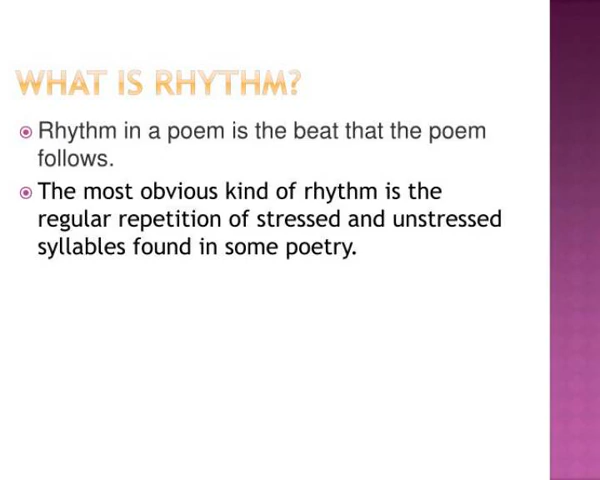 WHAT IS RHYTHM?
Rhythm in a poem is the beat that the poem
follows.
The most obvious kind of rhythm is the
regular repetition of stressed and unstressed
syllables found in some poetry.